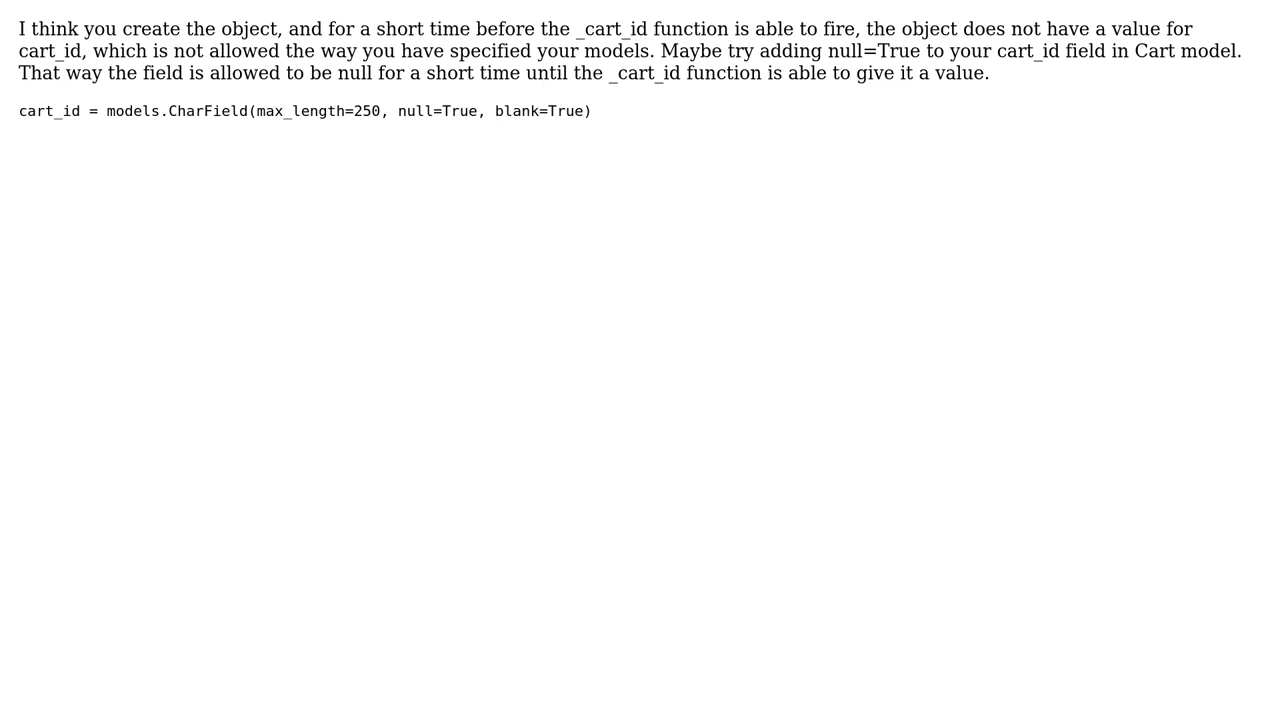 I think you create the object, and for a short time before the _cart_id function is able to fire, the object does not have a value for
cart_id, which is not allowed the way you have specified your models. Maybe try adding null=True to your cart_id field in Cart model.
That way the field is allowed to be null for a short time until the _cart_id function is able to give it a value.
cart_id = models.CharField(max_length=250, null=True, blank=True)